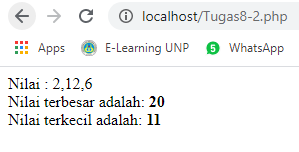 localhost/Tugas8-2.php
Apps E-Learning UNP WhatsApp
Nilai : 2,12,6
Nilai terbesar adalah: 20
Nilai terkecil adalah: 11